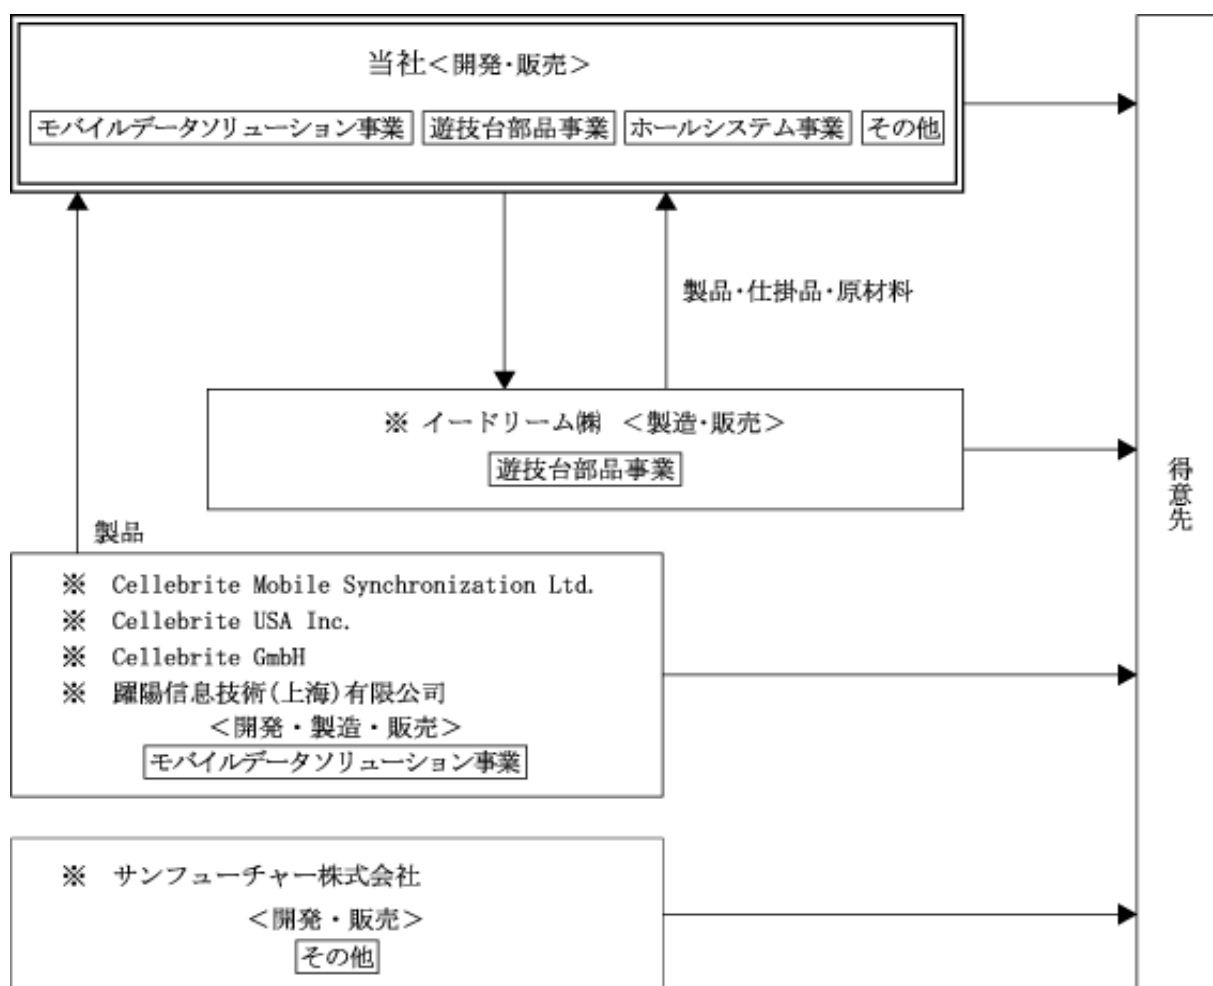 当社＜開発・販売＞
モバイルデータソリューション事業 遊技台部品事業 ホールシステム事業 その他
製品・仕掛品・原材料
※ イードリーム㈱ ＜製造・販売＞
遊技台部品事業
得意先
製品
※ Cellebrite Mobile Synchronization Ltd.
※ Cellebrite USA Inc.
※ Cellebrite GmbH
※ 躍陽信息技術(上海)有限公司
＜開発・製造・販売＞
モバイルデータソリューション事業
※ サンフューチャー株式会社
＜開発・販売＞
その他